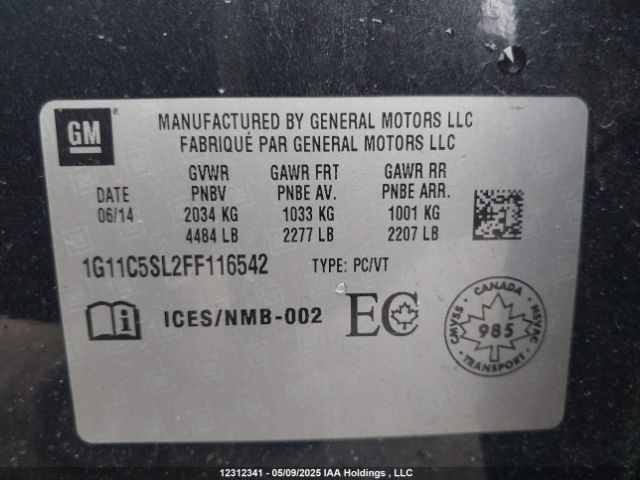 GM
MANUFACTURED BY GENERAL MOTORS LLC
FABRIQUÉ PAR GENERAL MOTORS LLC
GVWR GAWR FRT GAWR RR
DATE PNBV PNBE AV. PNBE ARR.
06/14 2034 KG 1033 KG 1001 KG
4484 LB 2277 LB 2207 LB
1G11C5SL2FF116542 TYPE: PC/VT
ICES/NMB-002 EC
CANADA
CMVSS 985 NSVAC
TRANSPORT
12312341 - 05/09/2025 IAA Holdings , LLC